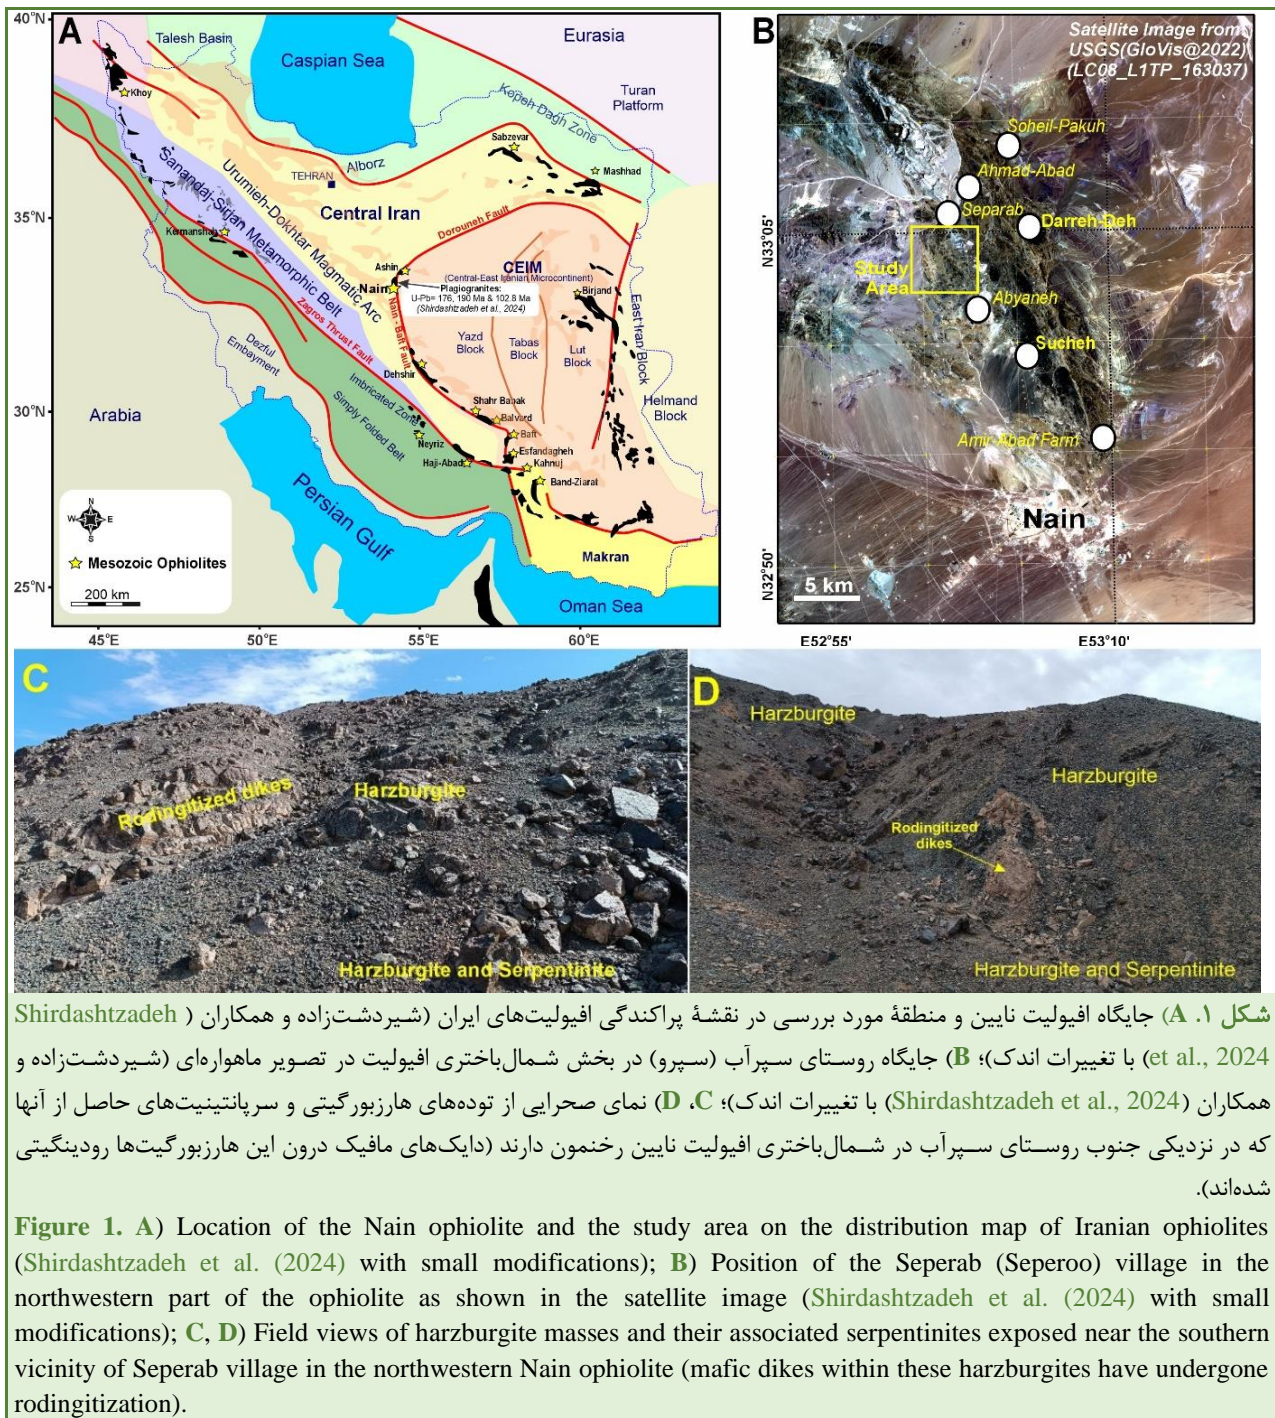 A
40°N
35°N
30°N
25°N
45°E
50°E
55°E
60°E
Talesh Basin
Caspian Sea
Eurasia
Turan
Platform
Kopeh Dagh Zone
Khoy
Alborz
Sabzevar
Mashhad
TEHRAN
Sanandaj-Sirjan Metamorphic Belt
Urumieh-Dokhtar Magmatic Arc
Central Iran
Dorouneh Fault
Kermanshah
Ashin
Nain
CEIM
(Central-East Iranian Microcontinent)
Plagiogranites:
U-Pb= 176, 190 Ma & 102.8 Ma
(Shirdashtzadeh et al., 2024)
Birjand
East Iran Block
Zagros Thrust Fault
Nain - Baft Fault
Yazd
Block
Tabas
Block
Lut
Block
Dezful
Embayment
Dehshir
Imbricated Zone
Simply Folded Belt
Helmand
Block
Arabia
Shahr Babak
Balvard
Baft
Neyriz
Esfandagheh
Haji-Abad
Kahnuj
Band-Ziarat
Persian Gulf
Makran
Oman Sea
N
W
E
S
Mesozoic Ophiolites
200 km
B
Satellite Image from
USGS(GloVis@2022)
(LC08_L1TP_163037)
Soheil-Pakuh
Ahmad-Abad
Separab
Darreh-Deh
Study
Area
Abyaneh
Sucheh
Amir-Abad Farm
Nain
5 km
N33°05'
N32°50'
E52°55'
E53°10'
C
Rodingitized dikes
Harzburgite
Harzburgite and Serpentinite
D
Harzburgite
Harzburgite
Rodingitized
dikes
Harzburgite and Serpentinite
شکل ۱. A) جایگاه افیولیت نایین و منطقۀ مورد بررسی در نقشۀ پراکندگی افیولیت‌های ایران (شیردشت‌زاده و همکاران (Shirdashtzadeh
et al., 2024) با تغییرات اندک)؛ B) جایگاه روستای سپرآب (سپرو) در بخش شمال‌باختری افیولیت در تصویر ماهواره‌ای (شیردشت‌زاده و
همکاران (Shirdashtzadeh et al., 2024) با تغییرات اندک)؛ C، D) نمای صحرایی از توده‌های هارزبورگیتی و سرپانتینیت‌های حاصل از آنها
که در نزدیکی جنوب روستای سپرآب در شمال‌باختری افیولیت نایین رخنمون دارند (دایک‌های مافیک درون این هارزبورگیت‌ها رودینگیتی
شده‌اند).
Figure 1. A) Location of the Nain ophiolite and the study area on the distribution map of Iranian ophiolites
(Shirdashtzadeh et al. (2024) with small modifications); B) Position of the Seperab (Seperoo) village in the
northwestern part of the ophiolite as shown in the satellite image (Shirdashtzadeh et al. (2024) with small
modifications); C, D) Field views of harzburgite masses and their associated serpentinites exposed near the southern
vicinity of Seperab village in the northwestern Nain ophiolite (mafic dikes within these harzburgites have undergone
rodingitization).